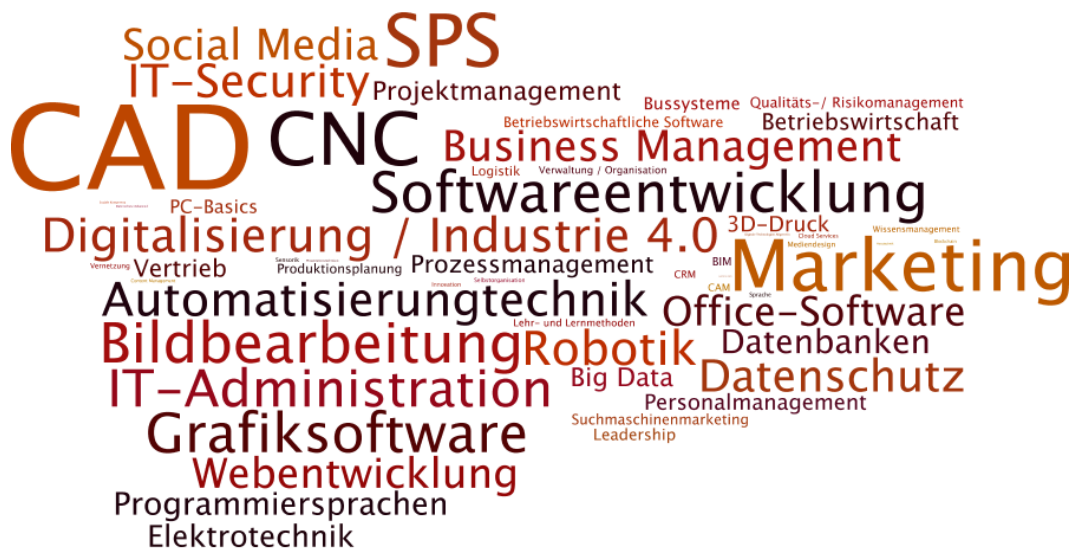 Social Media
SPS
IT-Security
Projektmanagement
Bussysteme
Qualitäts-/ Risikomanagement
CAD
CNC
Betriebswirtschaftliche Software
Betriebswirtschaft
Business Management
Logistik
Verwaltung / Organisation
Softwareentwicklung
PC-Basics
Digitalisierung / Industrie 4.0
3D-Druck
Wissensmanagement
Cloud Services
Mediendesign
Blockchain
Marketing
Vernetzung
Vertrieb
Sensorik
Produktionsplanung
Prozessmanagement
BIM
CRM
Content Management
Innovation
Selbstorganisation
CAM
Sprache
Automatisierungtechnik
Office-Software
Lehr- und Lernmethoden
Bildbearbeitung
Robotik
Datenbanken
IT-Administration
Big Data
Datenschutz
Personalmanagement
Grafiksoftware
Suchmaschinenmarketing
Leadership
Webentwicklung
Programmiersprachen
Elektrotechnik